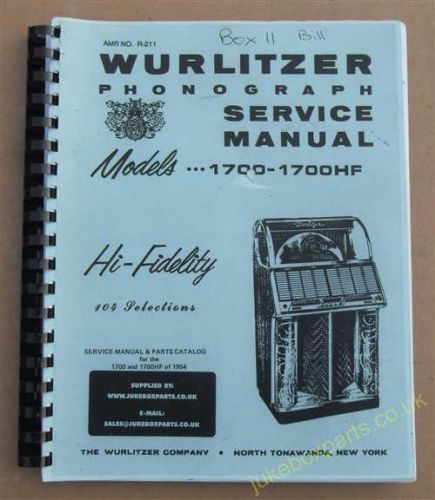 AMR NO. R-211
Box 11 Bill
WURLITZER
PHONOGRAPH
SERVICE
MANUAL
Models ... 1700-1700HF
Wurlitzer
Hi-Fidelity
104 Selections
SERVICE MANUAL & PARTS CATALOG
for the
1700 and 1700HF of 1954
SUPPLIED BY:
WWW.JUKEBOXPARTS.CO.UK
E-MAIL:
SALES@JUKEBOXPARTS.CO.UK
THE WURLITZER COMPANY • NORTH TONAWANDA, NEW YORK
jukeboxparts.co.uk